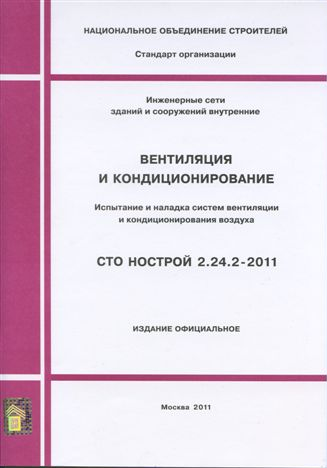 НАЦИОНАЛЬНОЕ ОБЪЕДИНЕНИЕ СТРОИТЕЛЕЙ
Стандарт организации
Инженерные сети
зданий и сооружений внутренние
ВЕНТИЛЯЦИЯ
И КОНДИЦИОНИРОВАНИЕ
Испытание и наладка систем вентиляции
и кондиционирования воздуха
СТО НОСТРОЙ 2.24.2-2011
ИЗДАНИЕ ОФИЦИАЛЬНОЕ
Москва 2011